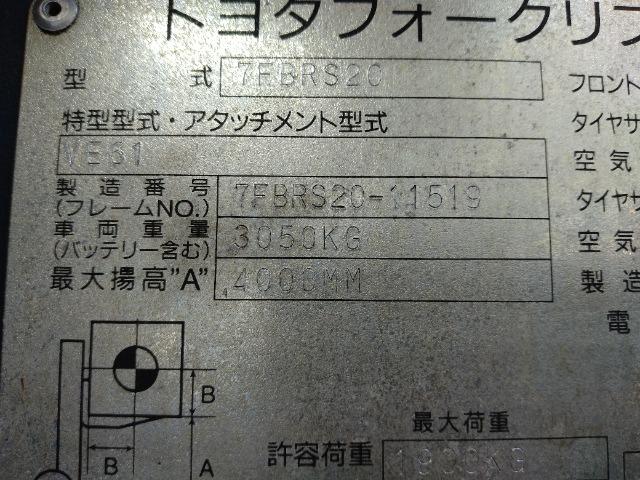 トヨタフォークリフ
型 式 7FBRS20
フロント
特型型式・アタッチメント型式
タイヤサ
VE61
空気
製造番号
(フレームNO.) 7FBRS20-11519
タイヤサ
車両重量
(バッテリー含む) 3050KG
空気
最大揚高"A" 4000MM
製造
電
B
B
A
最大荷重
許容荷重 1900KG